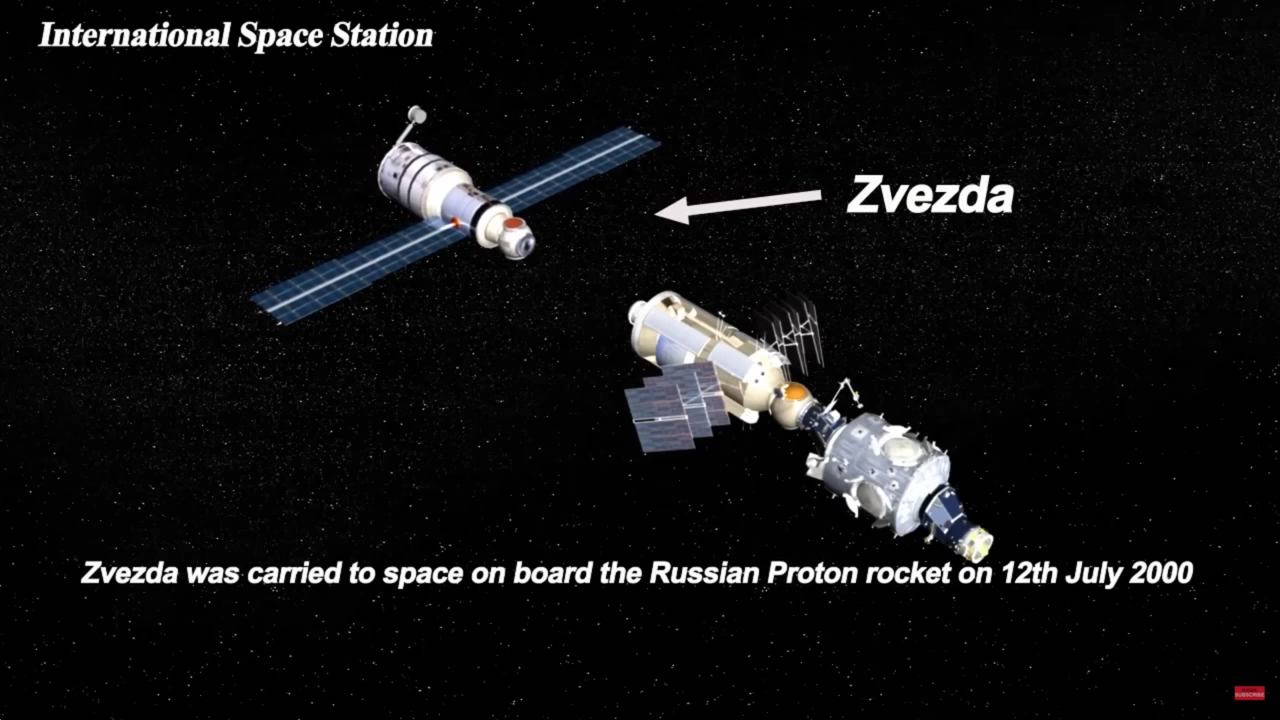 International Space Station
Zvezda
Zvezda was carried to space on board the Russian Proton rocket on 12th July 2000
SUBSCRIBE